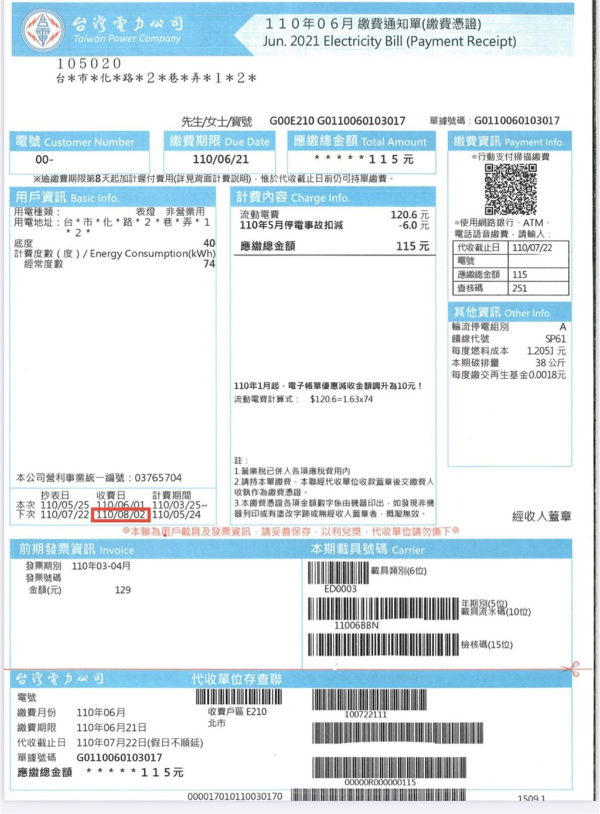 台灣電力公司
Taiwan Power Company
110年06月 繳費通知單(繳費憑證)
Jun. 2021 Electricity Bill (Payment Receipt)
105020
台*市*化*路*2*巷*弄*1*2*
先生/女士/寶號 G00E210 G0110060103017 單據號碼：G0110060103017
電號 Customer Number
00-
繳費期限 Due Date
110/06/21
應繳總金額 Total Amount
*****115元
※逾繳費期限第8天起加計遲付費用(詳見背面計費說明)，惟於代收截止日前仍可持單繳費。
用戶資訊 Basic Info.
用電種類： 表燈 非營業用
用電地址：台*市*化*路*2*巷*弄*1
*2*
底度 40
計費度數(度)/Energy Consumption(kWh)
經常度數 74
本公司營利事業統一編號：03765704
抄表日 收費日 計費期間
本次 110/05/25 110/06/01 110/03/25~
下次 110/07/22 110/08/02 110/05/24
計費內容 Charge Info.
流動電費 120.6 元
110年5月停電事故扣減 -6.0 元
應繳總金額 115 元
110年1月起，電子帳單優惠減收金額調升為10元！
流動電費計算式： $120.6=1.63x74
註：
1.營業稅已併入各項應稅費用內
2.請持本單繳費，本聯經代收單位收款蓋章後交繳費人
收執作為繳費憑證。
3.本繳費憑證各項金額數字係由機器印出，如發現非機
器列印或有塗改字跡或無經收人蓋章者，概屬無效。
繳費資訊 Payment Info.
行動支付掃描繳費
使用網路銀行、ATM、
電話語音繳費，請輸入：
代收截止日 110/07/22
電號
應繳總金額 115
查核碼 251
其他資訊 Other Info
輪流停電組別 A
饋線代號 SP61
每度燃料成本 1.2051 元
本期碳排量 38 公斤
每度繳交再生基金0.0018元
經收人蓋章
本聯為用戶載具及發票資訊，請妥善保存，以利兌獎，代收單位請勿撕下
前期發票資訊 Invoice
發票期別 110年03-04月
發票號碼
金額(元) 129
本期載具號碼 Carrier
載具類別(6位)
ED0003
年期別(5位)
載具流水碼(10位)
11006BBN
檢核碼(15位)
台灣電力公司 代收單位存查聯
電號
繳費月份 110年06月
繳費期限 110年06月21日
代收截止日 110年07月22日(假日不順延)
單據號碼 G0110060103017
應繳總金額 *****115元
收費戶區 E210
北市
100722111
00000R000000115
000017010110030170
1509.1